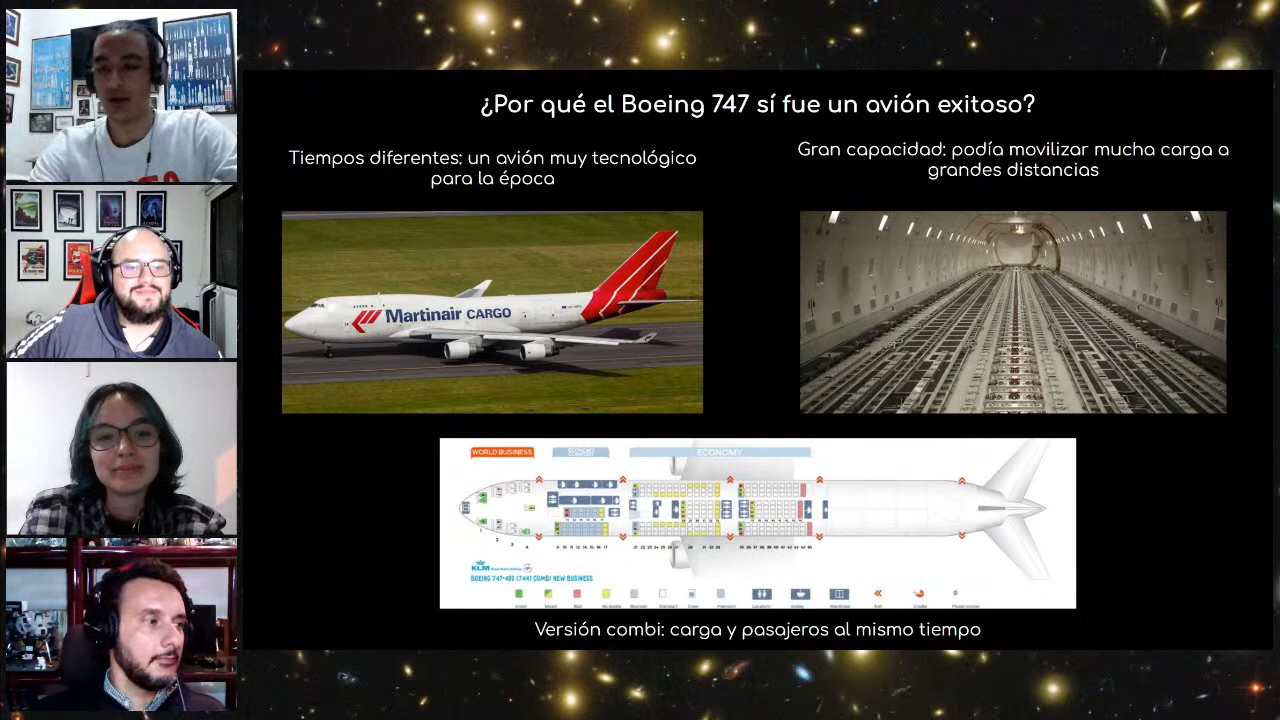 ¿Por qué el Boeing 747 sí fue un avión exitoso?
Tiempos diferentes: un avión muy tecnológico
para la época
Gran capacidad: podía movilizar mucha carga a
grandes distancias
Martinair CARGO
WORLD BUSINESS
ECONOMY
KLM
BOEING 747-400 (744) COMBI NEW BUSINESS
Versión combi: carga y pasajeros al mismo tiempo